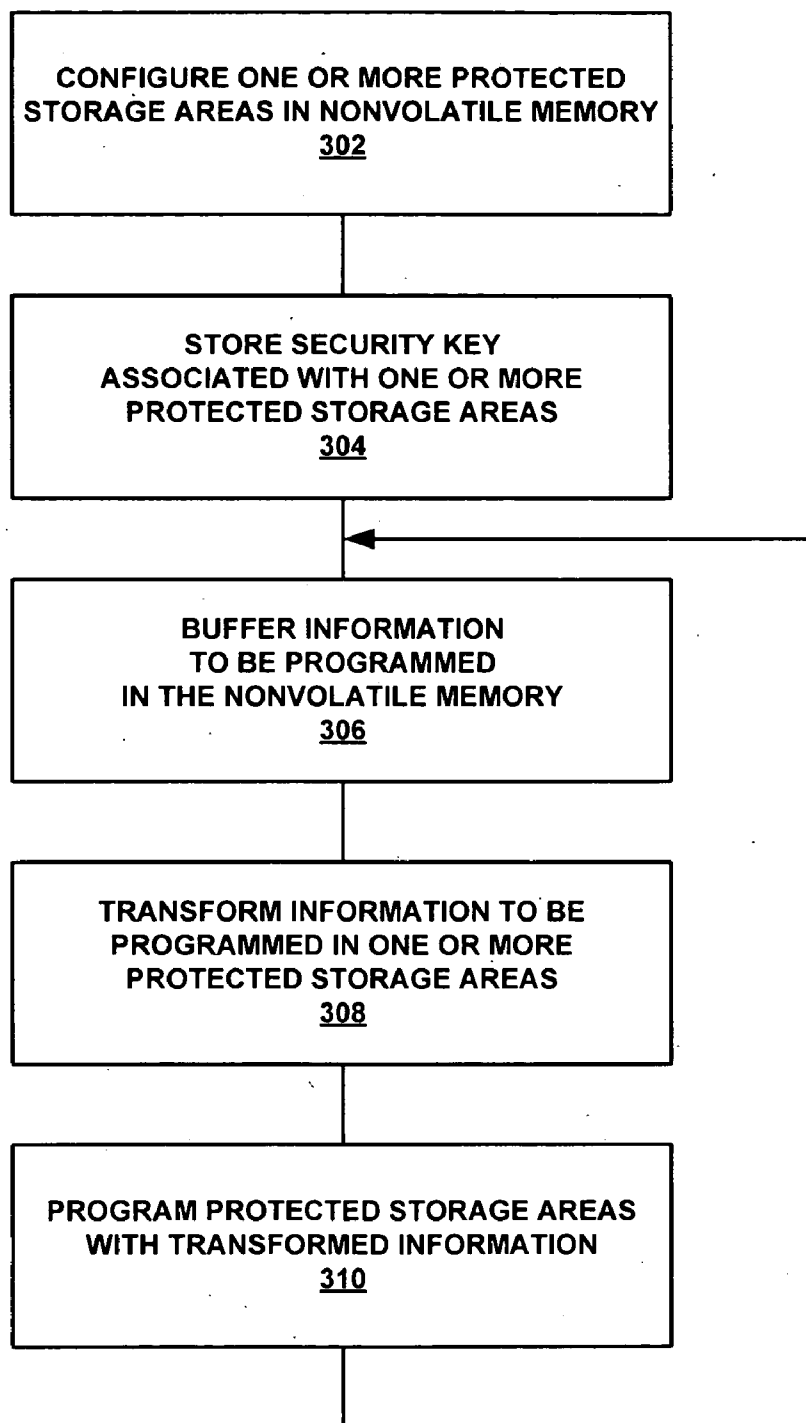 CONFIGURE ONE OR MORE PROTECTED
STORAGE AREAS IN NONVOLATILE MEMORY
302
STORE SECURITY KEY
ASSOCIATED WITH ONE OR MORE
PROTECTED STORAGE AREAS
304
BUFFER INFORMATION
TO BE PROGRAMMED
IN THE NONVOLATILE MEMORY
306
TRANSFORM INFORMATION TO BE
PROGRAMMED IN ONE OR MORE
PROTECTED STORAGE AREAS
308
PROGRAM PROTECTED STORAGE AREAS
WITH TRANSFORMED INFORMATION
310